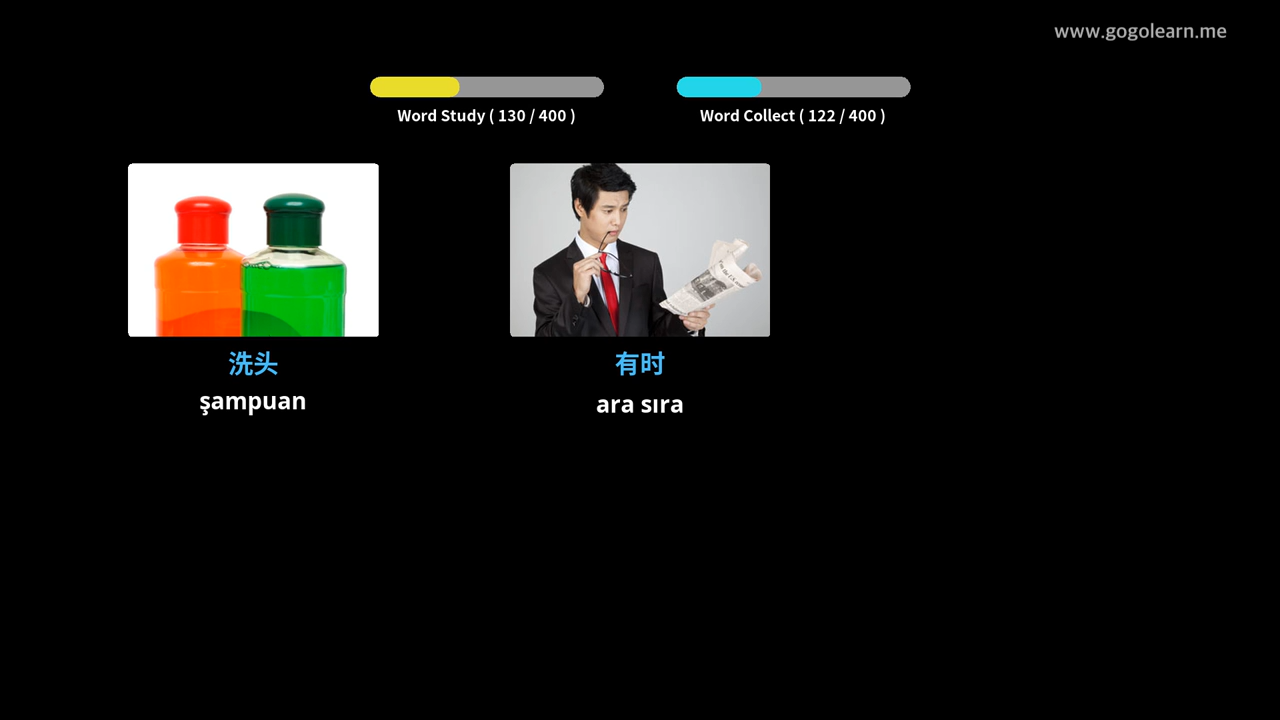 www.gogolearn.me
Word Study ( 130 / 400 )
Word Collect ( 122 / 400 )
洗头
şampuan
有时
ara sıra